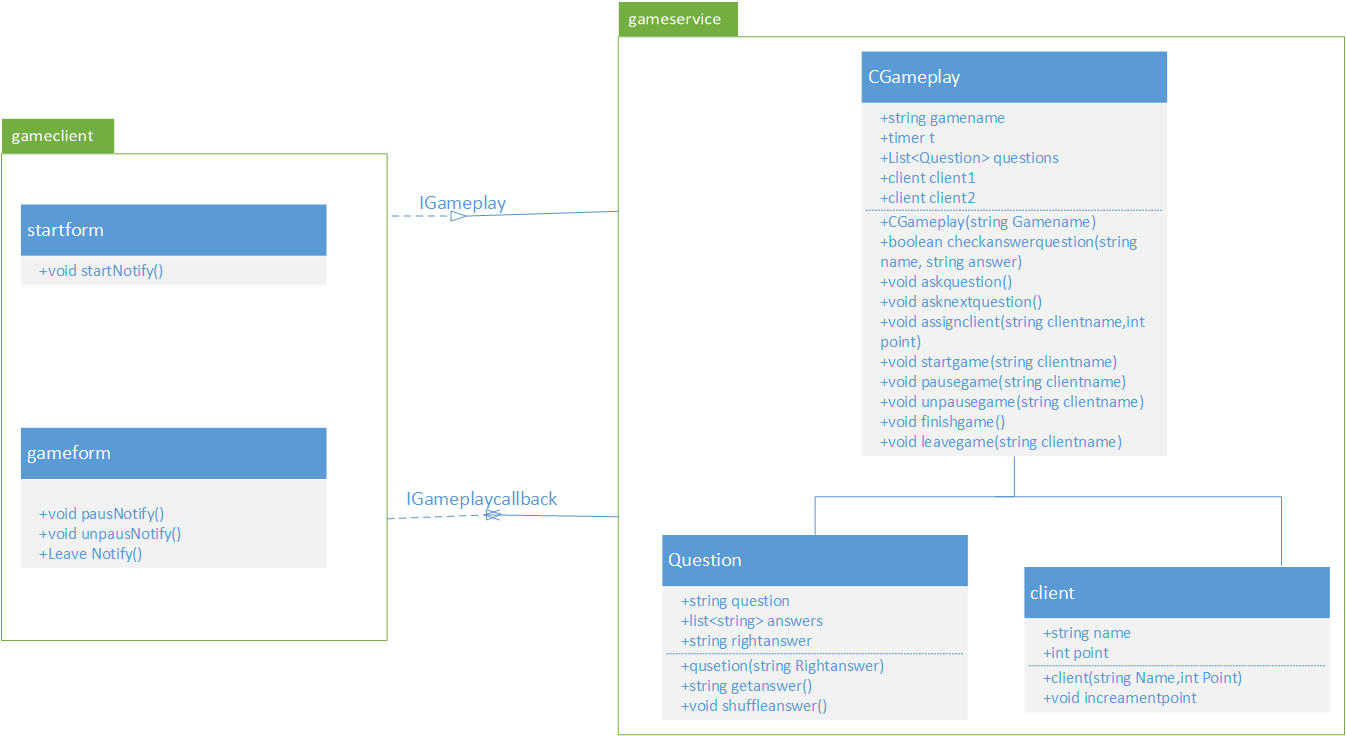 gameservice
CGameplay
+string gamename
+timer t
+List<Question> questions
+client client1
+client client2
+CGameplay(string Gamename)
+boolean checkanswerquestion(string
name, string answer)
+void askquestion()
+void asknextquestion()
+void assignclient(string clientname,int
point)
+void startgame(string clientname)
+void pausegame(string clientname)
+void unpausegame(string clientname)
+void finishgame()
+void leavegame(string clientname)
gameclient
startform
+void startNotify()
IGameplay
gameform
+void pausNotify()
+void unpausNotify()
+Leave Notify()
IGameplaycallback
Question
+string question
+list<string> answers
+string rightanswer
+qusetion(string Rightanswer)
+string getanswer()
+void shuffleanswer()
client
+string name
+int point
+client(string Name,int Point)
+void increamentpoint